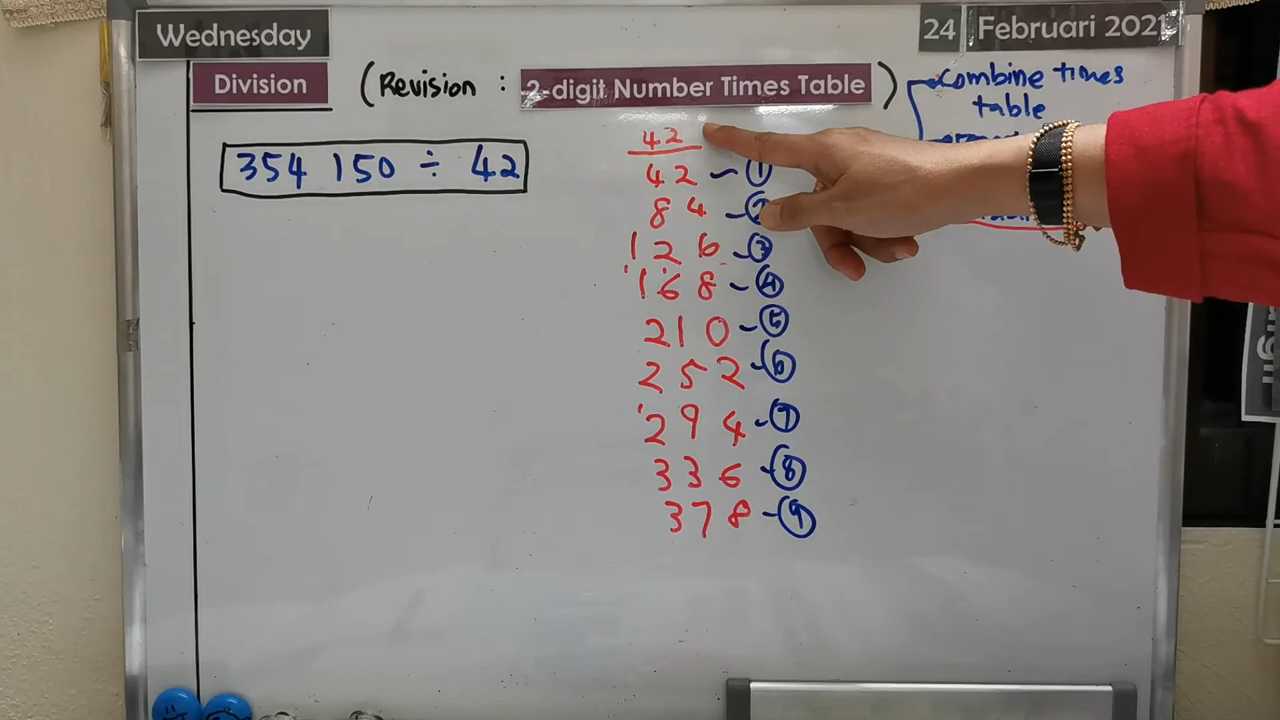 Wednesday
24 Februari 2021
Division (Revision : 2-digit Number Times Table)
Combine times
table
354 150 ÷ 42
42
42 - 1
84 - 2
126 - 3
168 - 4
210 - 5
252 - 6
294 - 7
336 - 8
378 - 9